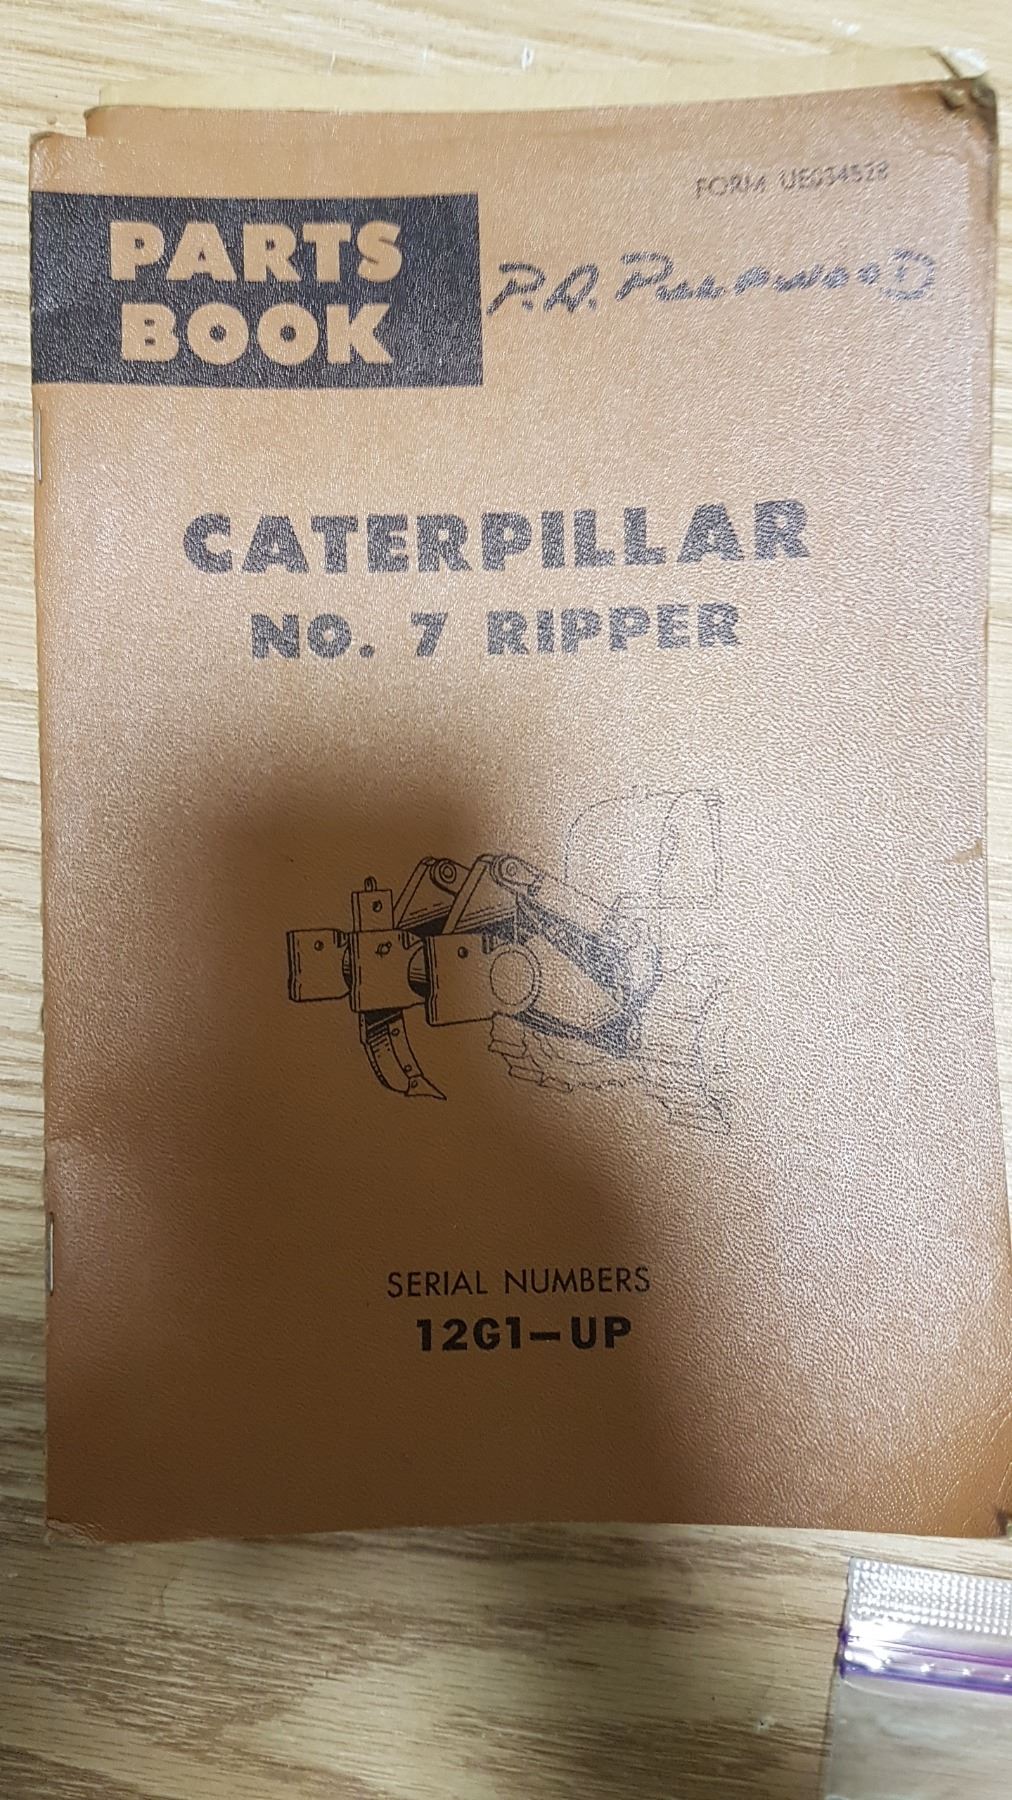 FORM UE034528
PARTS
BOOK
P.A.
CATERPILLAR
NO. 7 RIPPER
SERIAL NUMBERS
12G1–UP